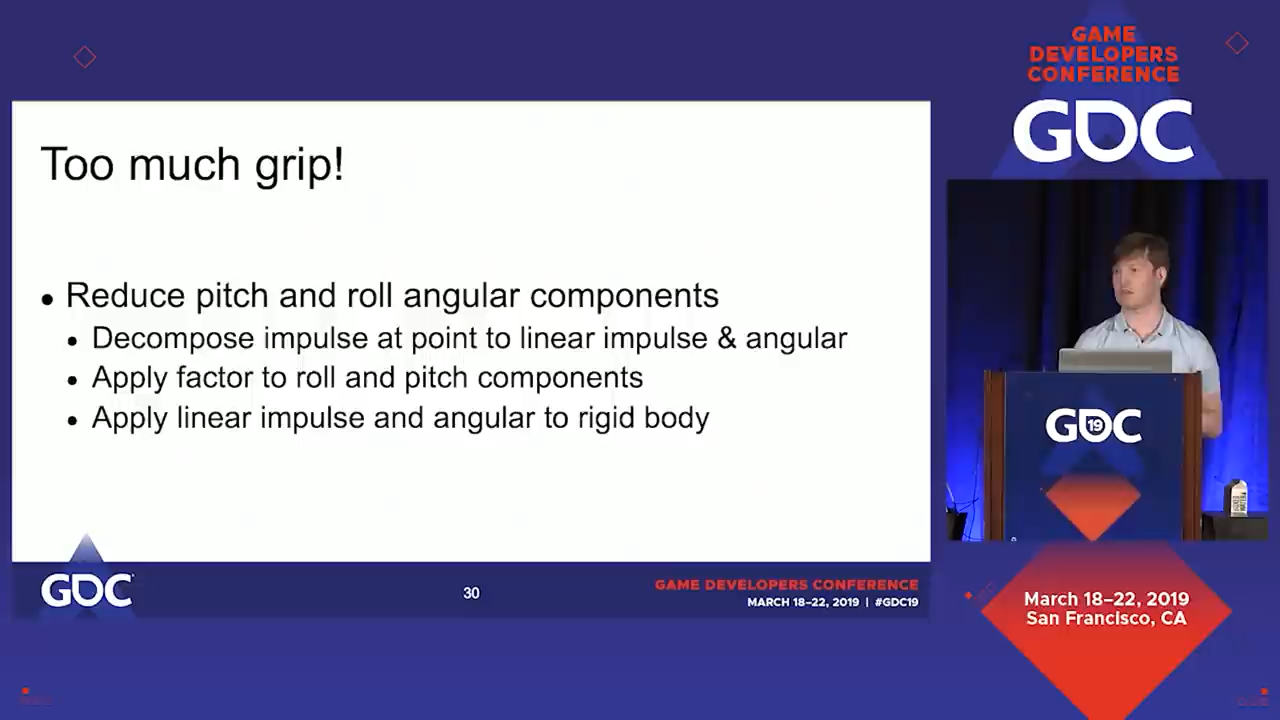 GAME
DEVELOPERS
CONFERENCE
GDC
Too much grip!
• Reduce pitch and roll angular components
• Decompose impulse at point to linear impulse & angular
• Apply factor to roll and pitch components
• Apply linear impulse and angular to rigid body
GDC
30
GAME DEVELOPERS CONFERENCE
MARCH 18–22, 2019 | #GDC19
GDC
19
March 18–22, 2019
San Francisco, CA